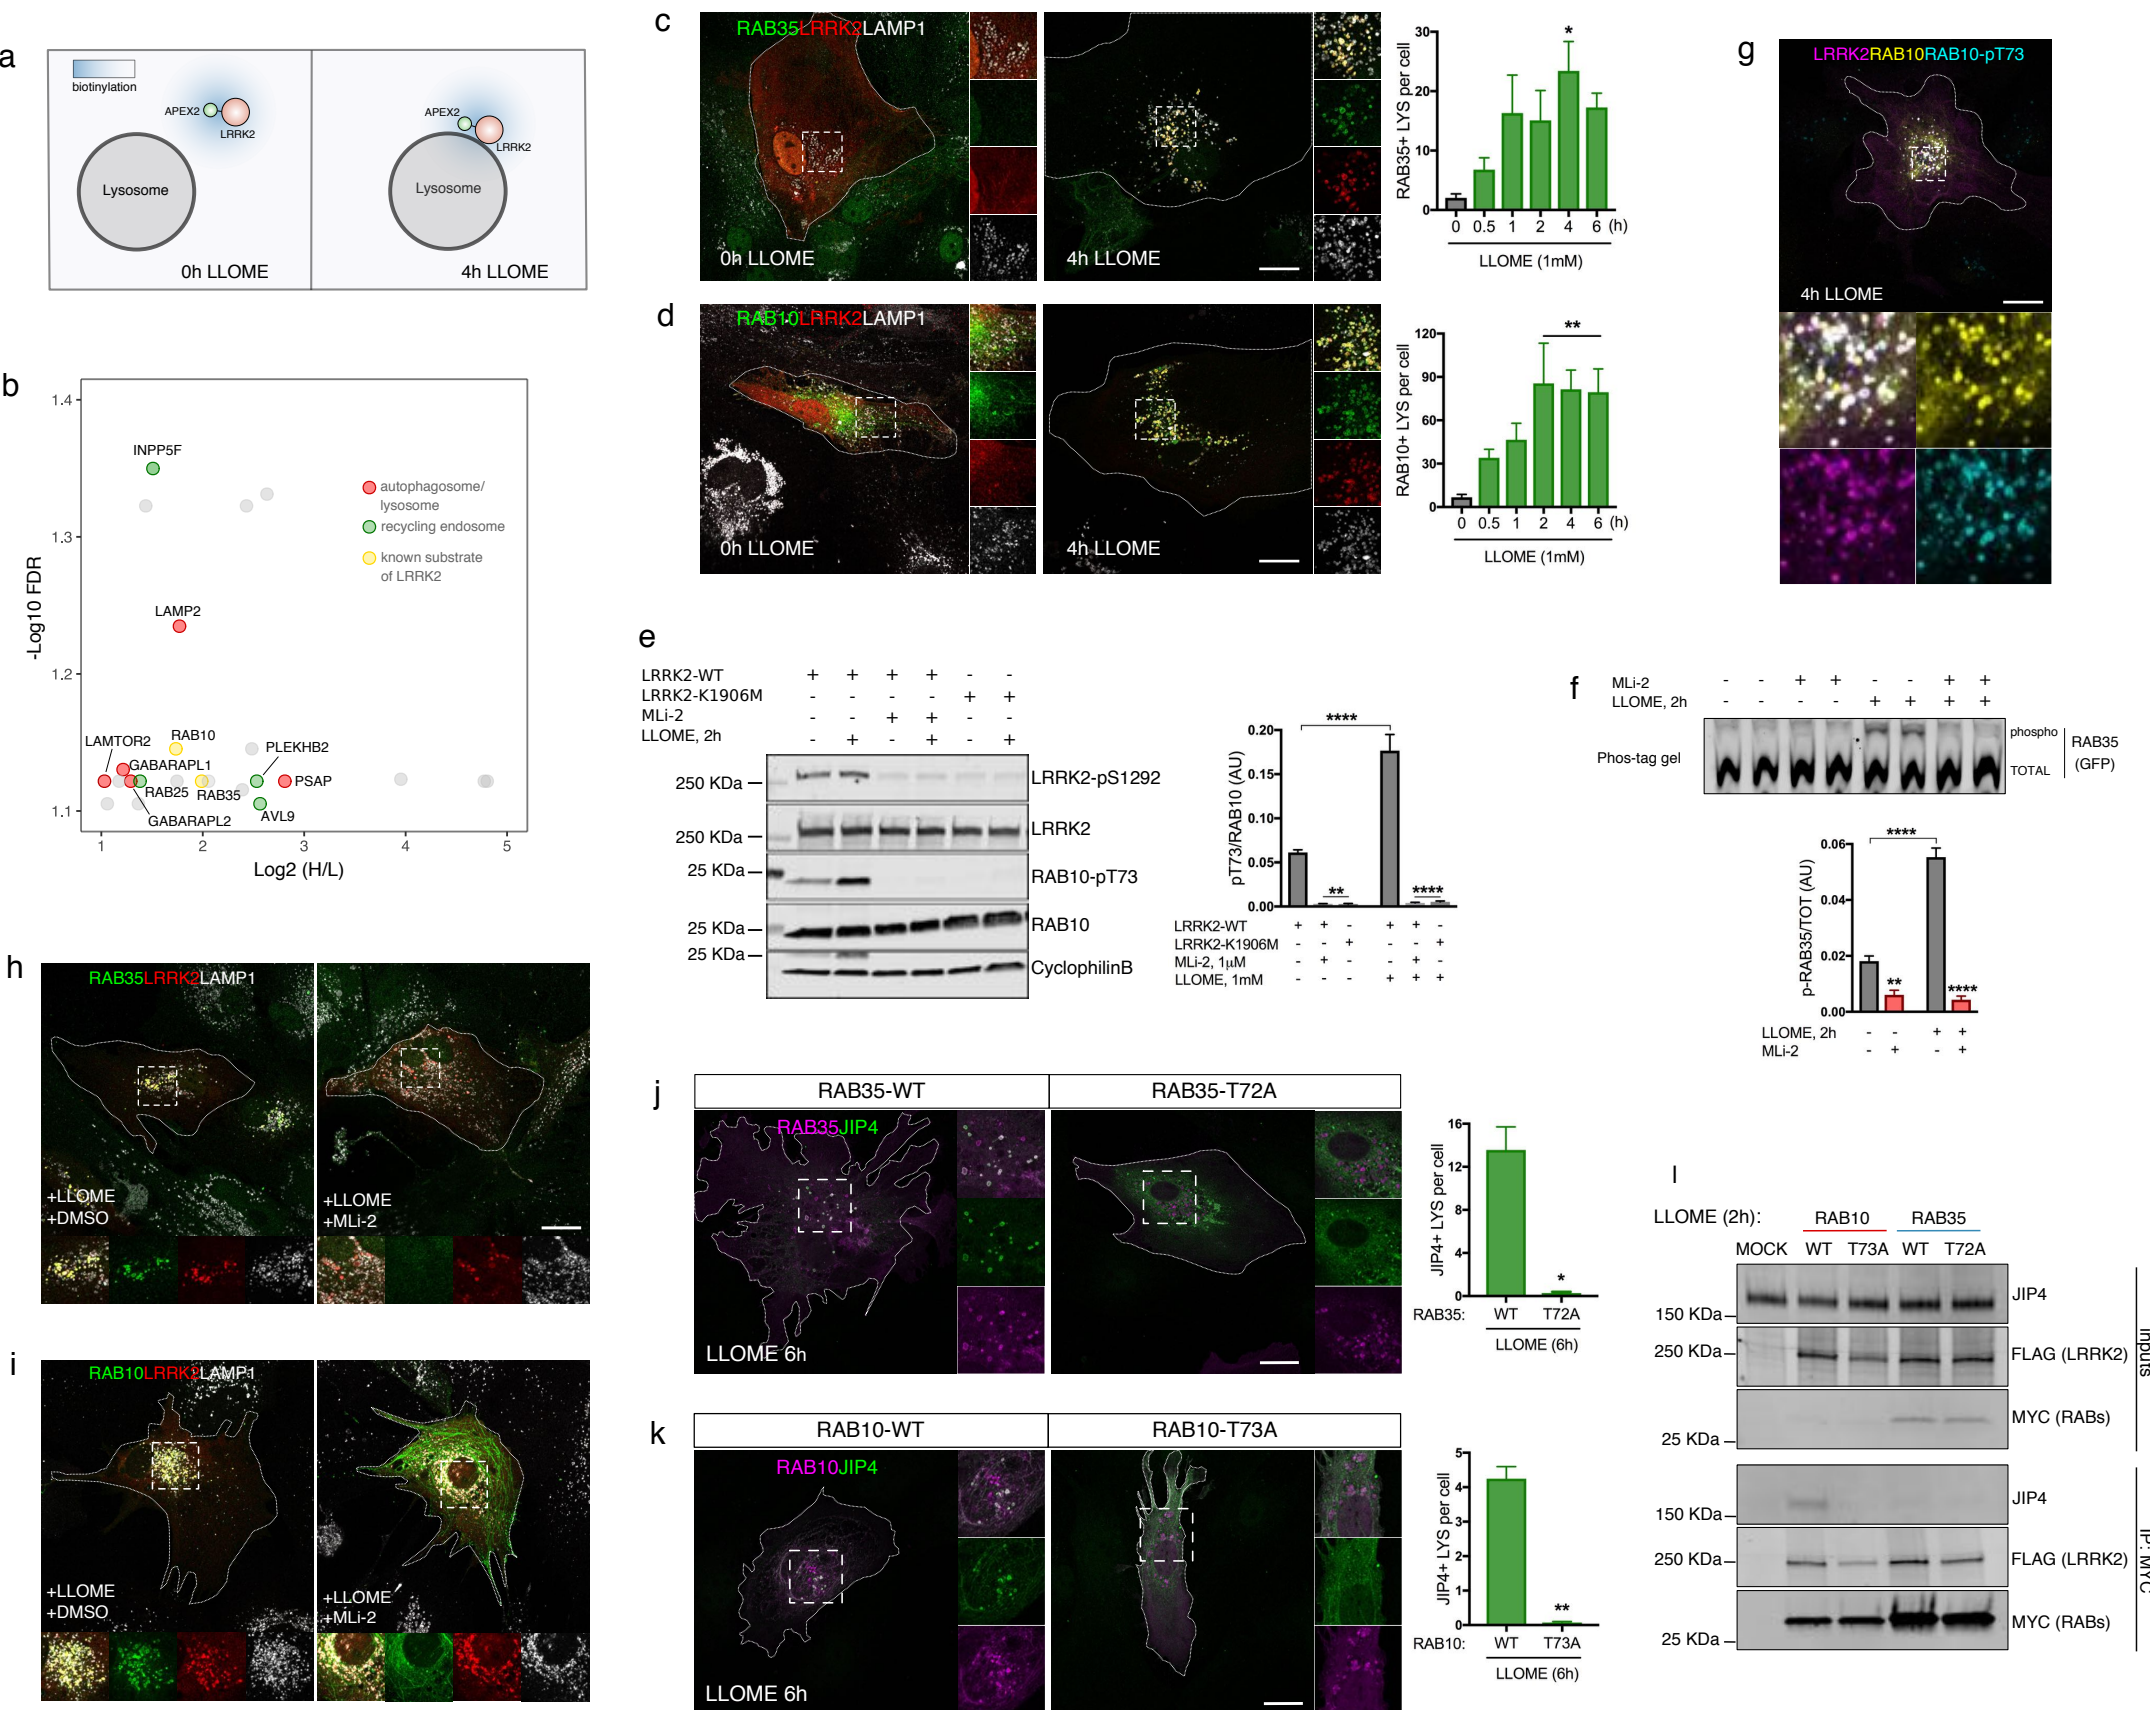 a
biotinylation
APEX2
LRRK2
Lysosome
0h LLOME
APEX2
LRRK2
Lysosome
4h LLOME
b
-Log10 FDR
1.4
1.3
1.2
1.1
1
2
3
4
5
Log2 (H/L)
INPP5F
autophagosome/
lysosome
recycling endosome
known substrate
of LRRK2
LAMP2
LAMTOR2
RAB10
PLEKHB2
GABARAPL1
PSAP
RAB25
RAB35
GABARAPL2
AVL9
c
RAB35LRRK2LAMP1
0h LLOME
4h LLOME
RAB35+ LYS per cell
30
20
10
0
0 0.5 1 2 4 6 (h)
*
LLOME (1mM)
d
RAB10LRRK2LAMP1
0h LLOME
4h LLOME
RAB10+ LYS per cell
120
90
60
30
0
0 0.5 1 2 4 6 (h)
**
LLOME (1mM)
e
LRRK2-WT + + + + - -
LRRK2-K1906M - - - - + +
MLi-2 - - + + - -
LLOME, 2h - + - + - +
250 KDa LRRK2-pS1292
250 KDa LRRK2
25 KDa RAB10-pT73
25 KDa RAB10
25 KDa CyclophilinB
pT73/RAB10 (AU)
0.20
0.15
0.10
0.05
0.00
****
** ****
LRRK2-WT + + - + + -
LRRK2-K1906M - - + - - +
MLi-2, 1µM - + - - + -
LLOME, 1mM - - - + + +
f
MLi-2 - - + + - - + +
LLOME, 2h - - - - + + + +
Phos-tag gel
phospho
TOTAL
RAB35
(GFP)
p-RAB35/TOT (AU)
0.06
0.04
0.02
0.00
****
** ****
LLOME, 2h - - + +
MLi-2 - + - +
g
LRRK2RAB10RAB10-pT73
4h LLOME
h
RAB35LRRK2LAMP1
+LLOME
+DMSO
+LLOME
+MLi-2
i
RAB10LRRK2LAMP1
+LLOME
+DMSO
+LLOME
+MLi-2
j
RAB35-WT
RAB35-T72A
RAB35JIP4
LLOME 6h
JIP4+ LYS per cell
16
12
8
4
0
*
RAB35: WT T72A
LLOME (6h)
k
RAB10-WT
RAB10-T73A
RAB10JIP4
LLOME 6h
JIP4+ LYS per cell
5
4
3
2
1
0
**
RAB10: WT T73A
LLOME (6h)
l
LLOME (2h): RAB10 RAB35
MOCK WT T73A WT T72A
150 KDa JIP4
250 KDa FLAG (LRRK2)
25 KDa MYC (RABs)
Inputs
150 KDa JIP4
250 KDa FLAG (LRRK2)
25 KDa MYC (RABs)
IP: MYC